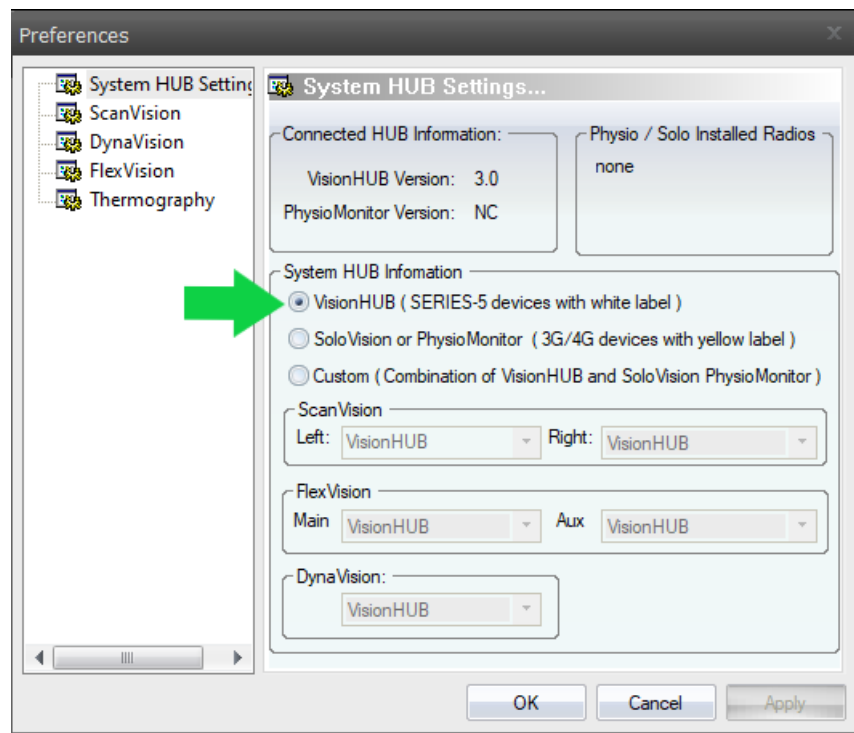 Preferences
x
System HUB Setting
ScanVision
DynaVision
FlexVision
Thermography
System HUB Settings...
Connected HUB Information:
VisionHUB Version: 3.0
PhysioMonitor Version: NC
Physio / Solo Installed Radios
none
System HUB Infomation
VisionHUB ( SERIES-5 devices with white label )
SoloVision or PhysioMonitor ( 3G/4G devices with yellow label )
Custom ( Combination of VisionHUB and SoloVision PhysioMonitor )
ScanVision
Left: VisionHUB Right: VisionHUB
FlexVision
Main VisionHUB Aux VisionHUB
DynaVision:
VisionHUB
OK Cancel Apply